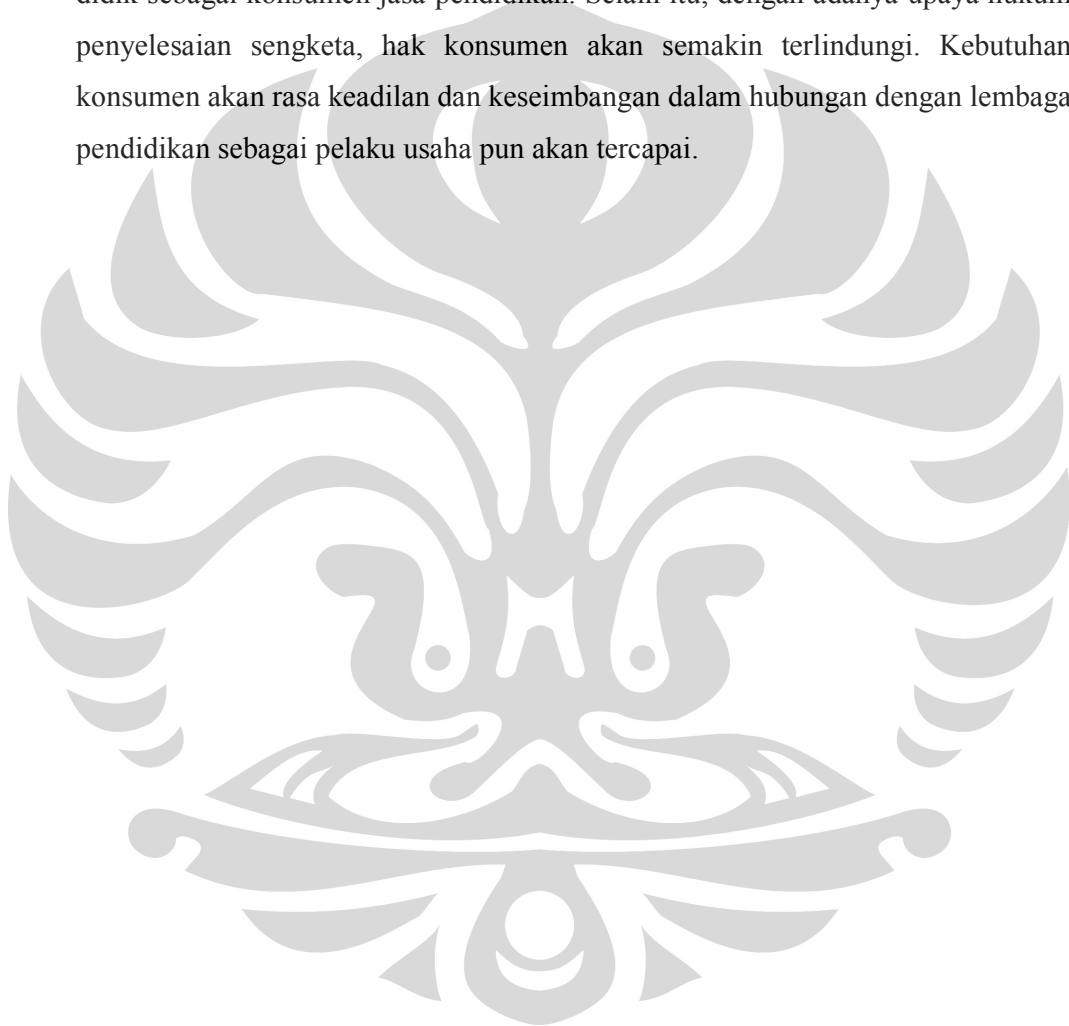 didik sebagai konsumen jasa pendidikan. Selain itu, dengan adanya upaya hukum
penyelesaian sengketa, hak konsumen akan semakin terlindungi. Kebutuhan
konsumen akan rasa keadilan dan keseimbangan dalam hubungan dengan lembaga
pendidikan sebagai pelaku usaha pun akan tercapai.